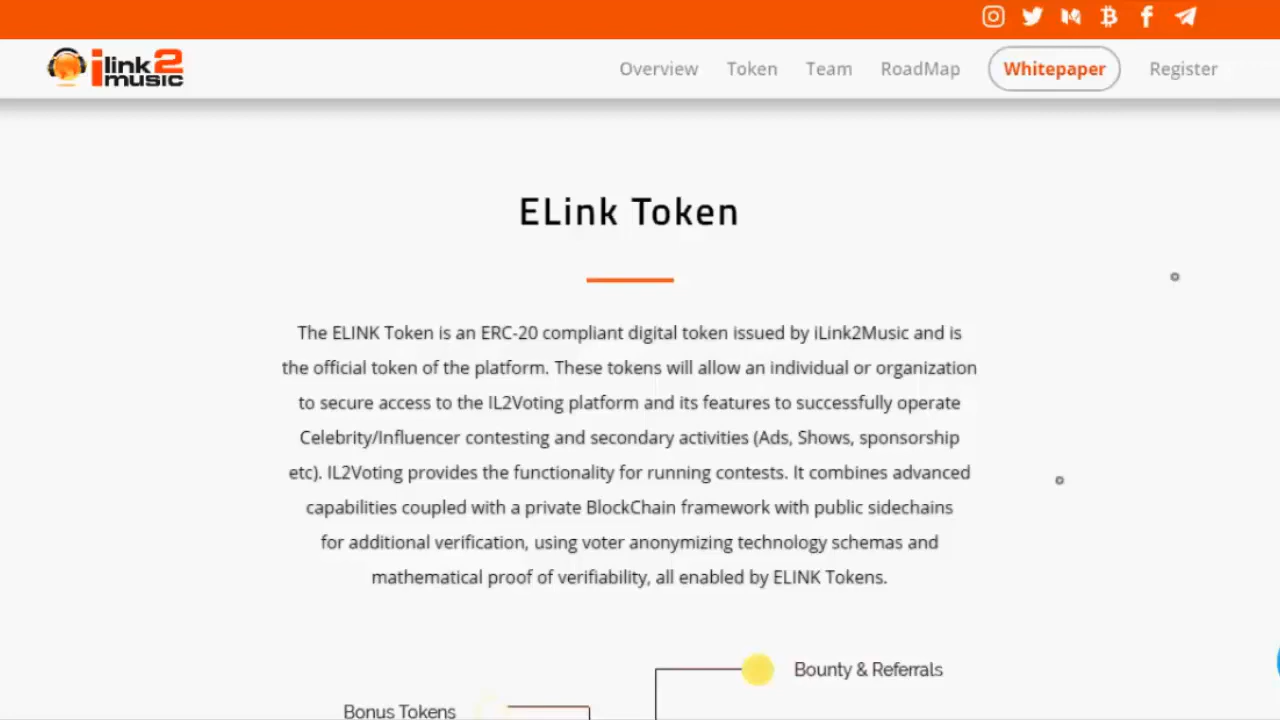 ilink2
music
Overview Token Team RoadMap Whitepaper Register
ELink Token
The ELINK Token is an ERC-20 compliant digital token issued by iLink2Music and is
the official token of the platform. These tokens will allow an individual or organization
to secure access to the IL2Voting platform and its features to successfully operate
Celebrity/Influencer contesting and secondary activities (Ads, Shows, sponsorship
etc). IL2Voting provides the functionality for running contests. It combines advanced
capabilities coupled with a private BlockChain framework with public sidechains
for additional verification, using voter anonymizing technology schemas and
mathematical proof of verifiability, all enabled by ELINK Tokens.
Bounty & Referrals
Bonus Tokens